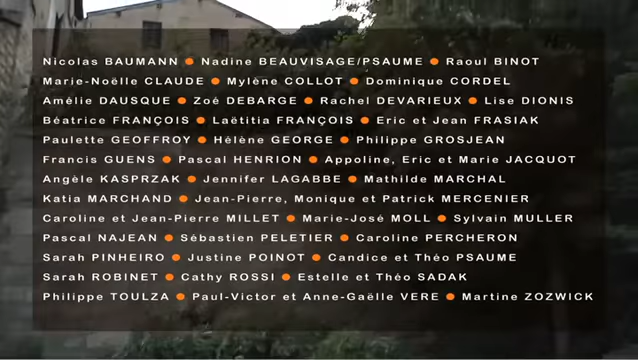 Nicolas BAUMANN ● Nadine BEAUVISAGE/PSAUME ● Raoul BINOT
Marie-Noëlle CLAUDE ● Mylène COLLOT ● Dominique CORDEL
Amélie DAUSQUE ● Zoé DEBARGE ● Rachel DEVARIEUX ● Lise DIONIS
Béatrice FRANÇOIS ● Laëtitia FRANÇOIS ● Eric et Jean FRASIAK
Paulette GEOFFROY ● Hélène GEORGE ● Philippe GROSJEAN
Francis GUENS ● Pascal HENRION ● Appoline, Eric et Marie JACQUOT
Angèle KASPRZAK ● Jennifer LAGABBE ● Mathilde MARCHAL
Katia MARCHAND ● Jean-Pierre, Monique et Patrick MERCENIER
Caroline et Jean-Pierre MILLET ● Marie-José MOLL ● Sylvain MULLER
Pascal NAJEAN ● Sébastien PELETIER ● Caroline PERCHERON
Sarah PINHEIRO ● Justine POINOT ● Candice et Théo PSAUME
Sarah ROBINET ● Cathy ROSSI ● Estelle et Théo SADAK
Philippe TOULZA ● Paul-Victor et Anne-Gaëlle VERE ● Martine ZOZWICK